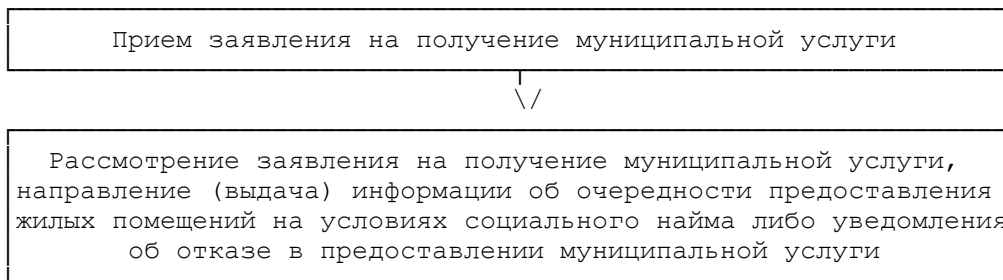 Прием заявления на получение муниципальной услуги
\/
Рассмотрение заявления на получение муниципальной услуги,
направление (выдача) информации об очередности предоставления
жилых помещений на условиях социального найма либо уведомления
об отказе в предоставлении муниципальной услуги